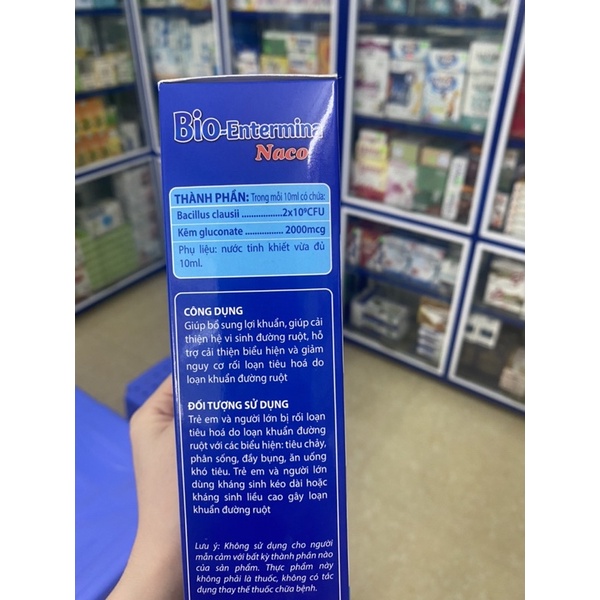 Bio-Entermina
Naco
THÀNH PHẦN: Trong mỗi 10ml có chứa:
Bacillus clausii .................2x10⁹CFU
Kẽm gluconate ................ 2000mcg
Phụ liệu: nước tinh khiết vừa đủ
10ml.
CÔNG DỤNG
Giúp bổ sung lợi khuẩn, giúp cải
thiện hệ vi sinh đường ruột, hỗ
trợ cải thiện biểu hiện và giảm
nguy cơ rối loạn tiêu hoá do
loạn khuẩn đường ruột
ĐỐI TƯỢNG SỬ DỤNG
Trẻ em và người lớn bị rối loạn
tiêu hoá do loạn khuẩn đường
ruột với các biểu hiện: tiêu chảy,
phân sống, đầy bụng, ăn uống
khó tiêu. Trẻ em và người lớn
dùng kháng sinh kéo dài hoặc
kháng sinh liều cao gây loạn
khuẩn đường ruột
Lưu ý: Không sử dụng cho người
mẫn cảm với bất kỳ thành phần nào
của sản phẩm. Thực phẩm này
không phải là thuốc, không có tác
dụng thay thế thuốc chữa bệnh.